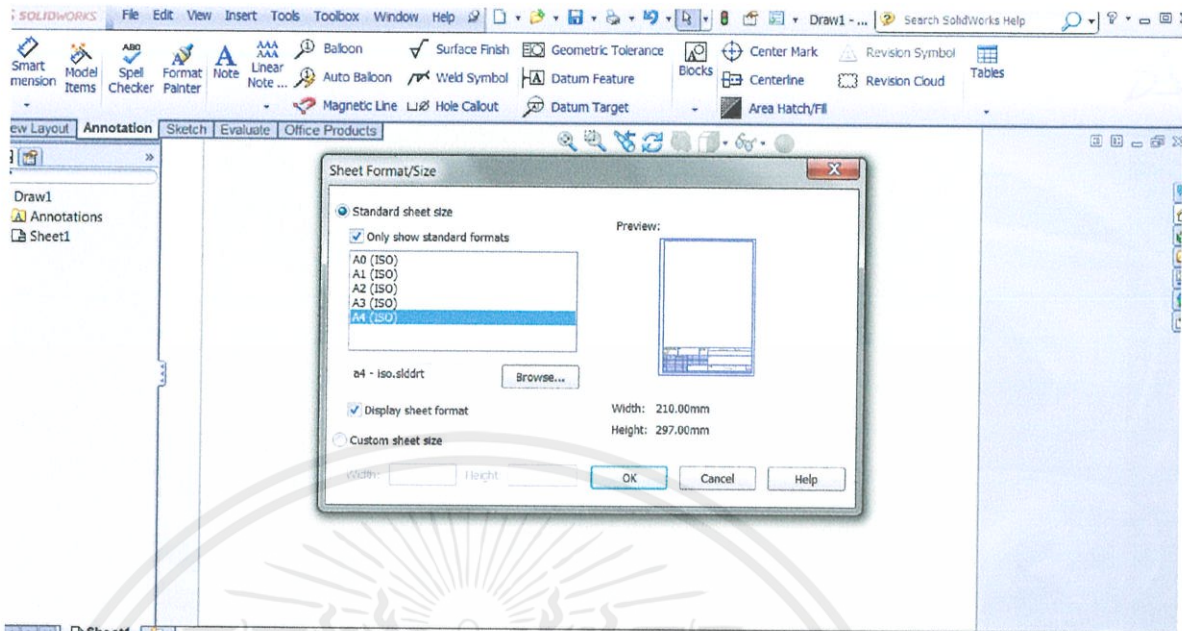 SOLIDWORKS File Edit View Insert Tools Toolbox Window Help Draw1 - ... Search SolidWorks Help
Smart mension
Model Items
ABC
Spell Checker
Format Painter
A
Note
AAA
AAA
Linear Note ...
Balloon
Auto Balloon
Magnetic Line
Surface Finish
Weld Symbol
Hole Callout
Geometric Tolerance
Datum Feature
Datum Target
Blocks
Center Mark
Centerline
Area Hatch/Fill
Revision Symbol
Revision Cloud
Tables
ew Layout Annotation Sketch Evaluate Office Products
Draw1
Annotations
Sheet1
Sheet Format/Size
Standard sheet size
Only show standard formats
A0 (ISO)
A1 (ISO)
A2 (ISO)
A3 (ISO)
A4 (ISO)
a4 - iso.slddrt
Browse...
Display sheet format
Custom sheet size
Width: Height:
Preview:
Width: 210.00mm
Height: 297.00mm
OK Cancel Help
Sheet1